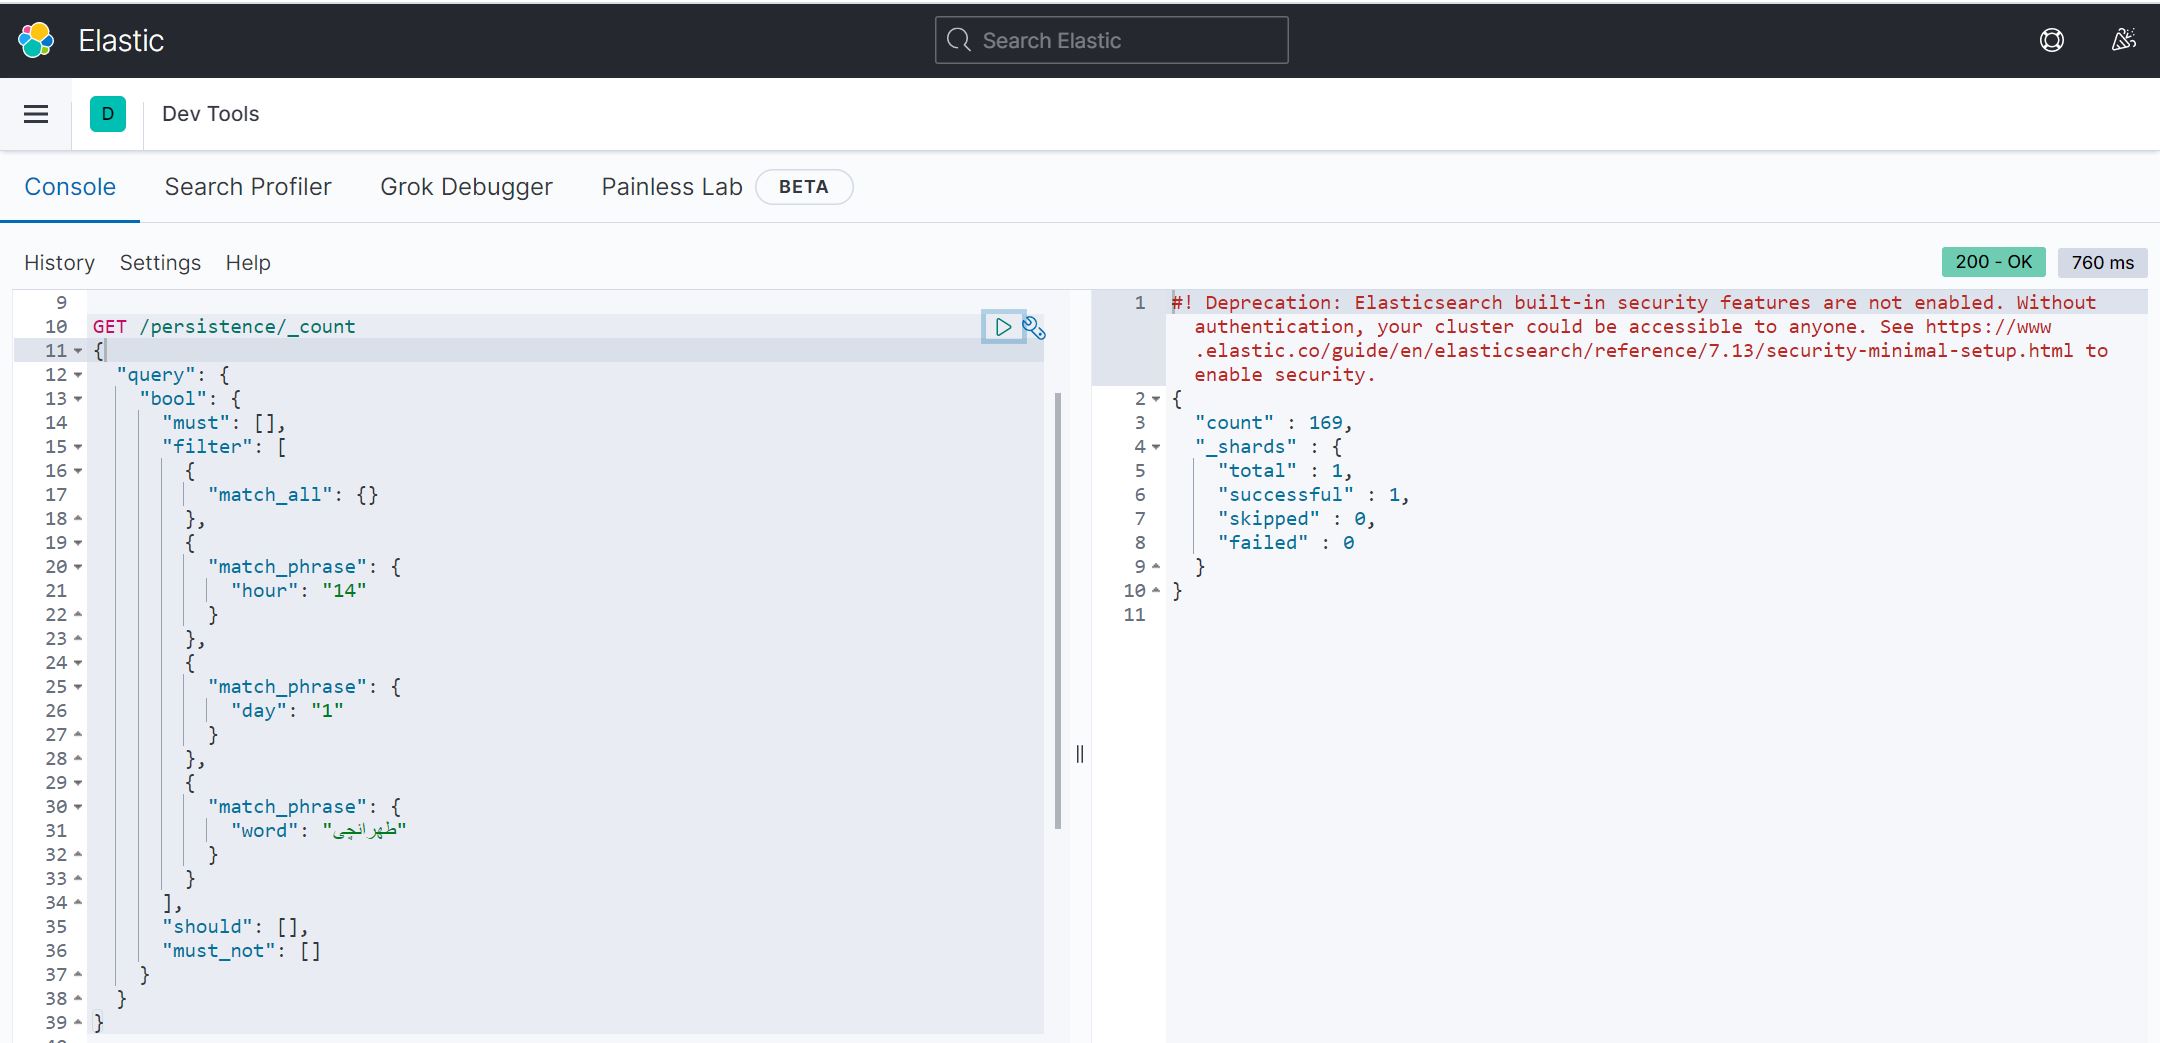 Elastic
Search Elastic
D
Dev Tools
Console
Search Profiler
Grok Debugger
Painless Lab
BETA
History
Settings
Help
200 - OK
760 ms
9
10 GET /persistence/_count
11 {
12 "query": {
13 "bool": {
14 "must": [],
15 "filter": [
16 {
17 "match_all": {}
18 },
19 {
20 "match_phrase": {
21 "hour": "14"
22 }
23 },
24 {
25 "match_phrase": {
26 "day": "1"
27 }
28 },
29 {
30 "match_phrase": {
31 "word": "طهرانچی"
32 }
33 }
34 ],
35 "should": [],
36 "must_not": []
37 }
38 }
39 }
1 #! Deprecation: Elasticsearch built-in security features are not enabled. Without
authentication, your cluster could be accessible to anyone. See https://www
.elastic.co/guide/en/elasticsearch/reference/7.13/security-minimal-setup.html to
enable security.
2 {
3 "count" : 169,
4 "_shards" : {
5 "total" : 1,
6 "successful" : 1,
7 "skipped" : 0,
8 "failed" : 0
9 }
10 }
11